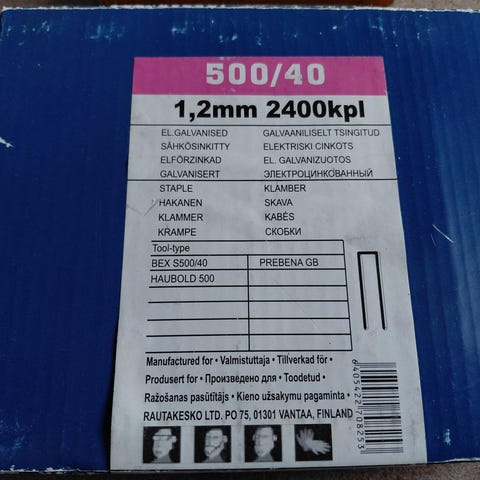 500/40
1,2mm 2400kpl
EL.GALVANISED GALVAANILISELT TSINGITUD
SÄHKÖSINKITTY ELEKTRISKI CINKOTS
ELFÖRZINKAD EL. GALVANIZUOTOS
GALVANISERT ЭЛЕКТРОЦИНКОВАННЫЙ
STAPLE KLAMBER
HAKANEN SKAVA
KLAMMER KABĖS
KRAMPE СКОБКИ
Tool-type
BEX S500/40 PREBENA GB
HAUBOLD 500
Manufactured for • Valmistuttaja • Tillverkad för •
Produsert for • Произведено для • Toodetud •
Ražošanas pasūtītājs • Kieno užsakymu pagaminta •
RAUTAKESKO LTD. PO 75, 01301 VANTAA, FINLAND
6405422708253